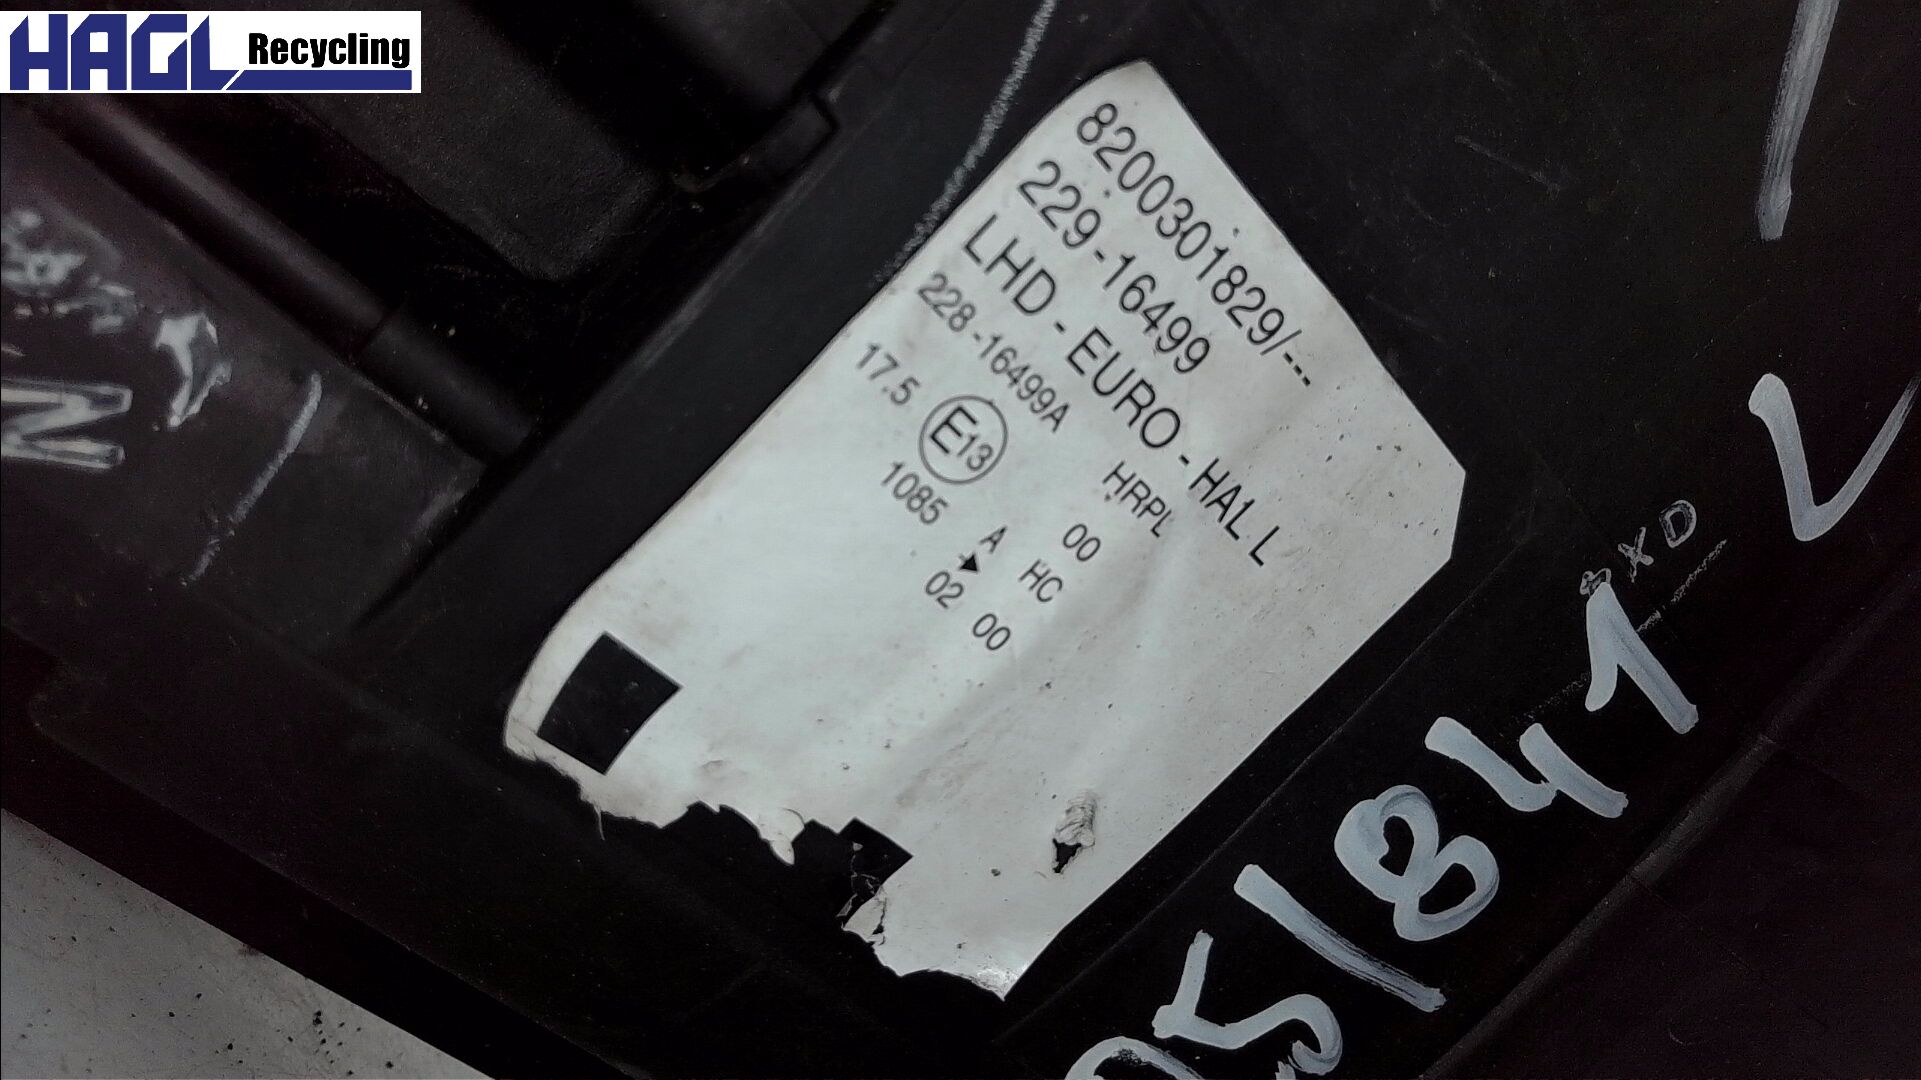 HAGL Recycling
8200301829/---
229-16499
LHD - EURO - HAL L
228-16499A
17.5 E13 HRPL
00
1085 A HC
02 00
L
XD
05/841
N